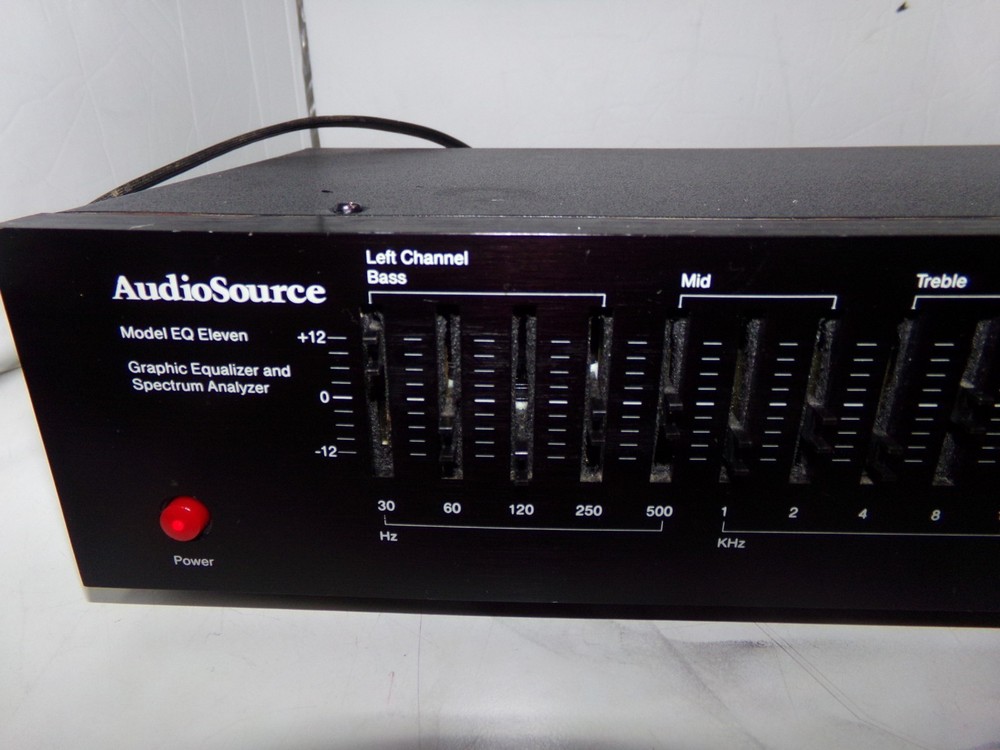 Left Channel
Bass
Mid
Treble
AudioSource
Model EQ Eleven
Graphic Equalizer and
Spectrum Analyzer
+12
0
-12
30 60 120 250 500 1 2 4 8
Hz
KHz
Power